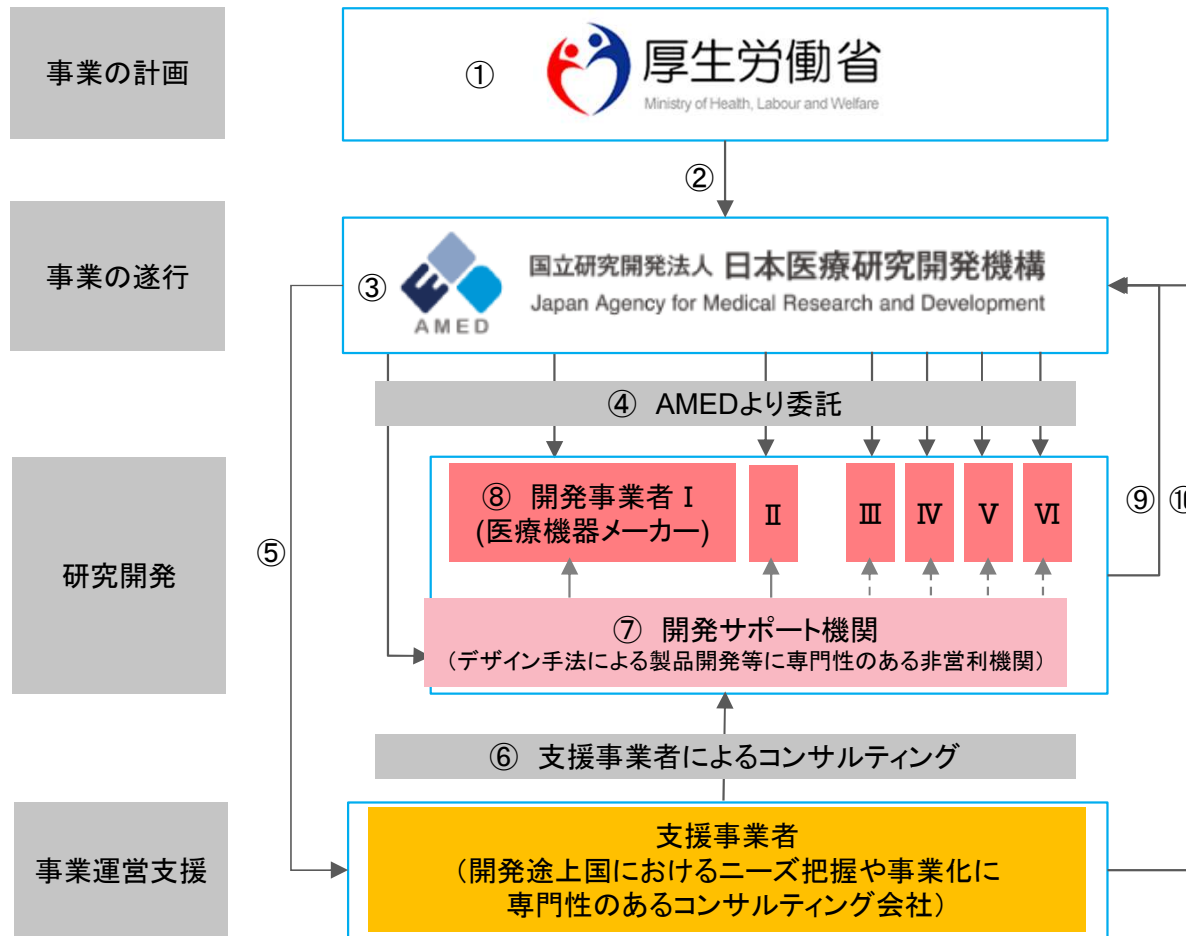 事業の計画
①
厚生労働省
Ministry of Health, Labour and Welfare
②
事業の遂行
③
AMED
国立研究開発法人 日本医療研究開発機構
Japan Agency for Medical Research and Development
④ AMEDより委託
研究開発
⑤
⑧ 開発事業者Ⅰ
(医療機器メーカー)
Ⅱ
Ⅲ
Ⅳ
Ⅴ
Ⅵ
⑨
⑩
⑦ 開発サポート機関
（デザイン手法による製品開発等に専門性のある非営利機関）
⑥ 支援事業者によるコンサルティング
事業運営支援
支援事業者
（開発途上国におけるニーズ把握や事業化に
専門性のあるコンサルティング会社）